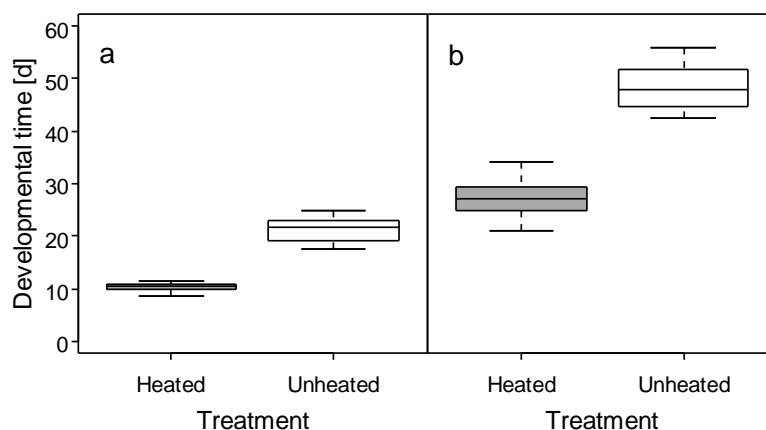 Developmental time [d]
60
50
40
30
20
10
0
a
b
Heated
Unheated
Heated
Unheated
Treatment
Treatment